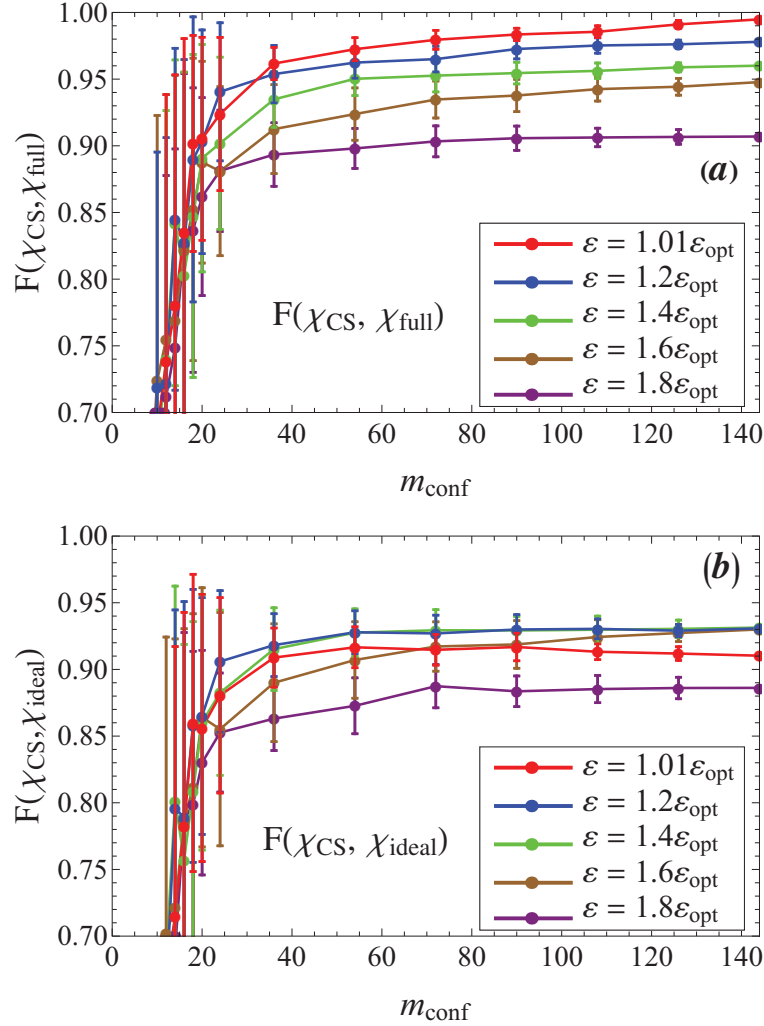 1.00
0.95
0.90
0.85
0.80
0.75
0.70
F(χCS,χfull)
(a)
F(χCS, χfull)
ε = 1.01εopt
ε = 1.2εopt
ε = 1.4εopt
ε = 1.6εopt
ε = 1.8εopt
0 20 40 60 80 100 120 140
mconf
1.00
0.95
0.90
0.85
0.80
0.75
0.70
F(χCS,χideal)
(b)
F(χCS, χideal)
ε = 1.01εopt
ε = 1.2εopt
ε = 1.4εopt
ε = 1.6εopt
ε = 1.8εopt
0 20 40 60 80 100 120 140
mconf